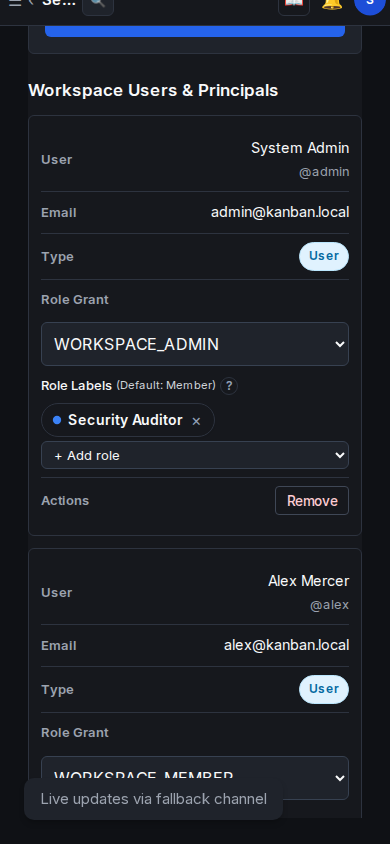 Se...
S
Workspace Users & Principals
User
System Admin
@admin
Email
admin@kanban.local
Type
User
Role Grant
WORKSPACE_ADMIN
Role Labels (Default: Member) ?
Security Auditor ×
+ Add role
Actions
Remove
User
Alex Mercer
@alex
Email
alex@kanban.local
Type
User
Role Grant
WORKSPACE_MEMBER
Live updates via fallback channel